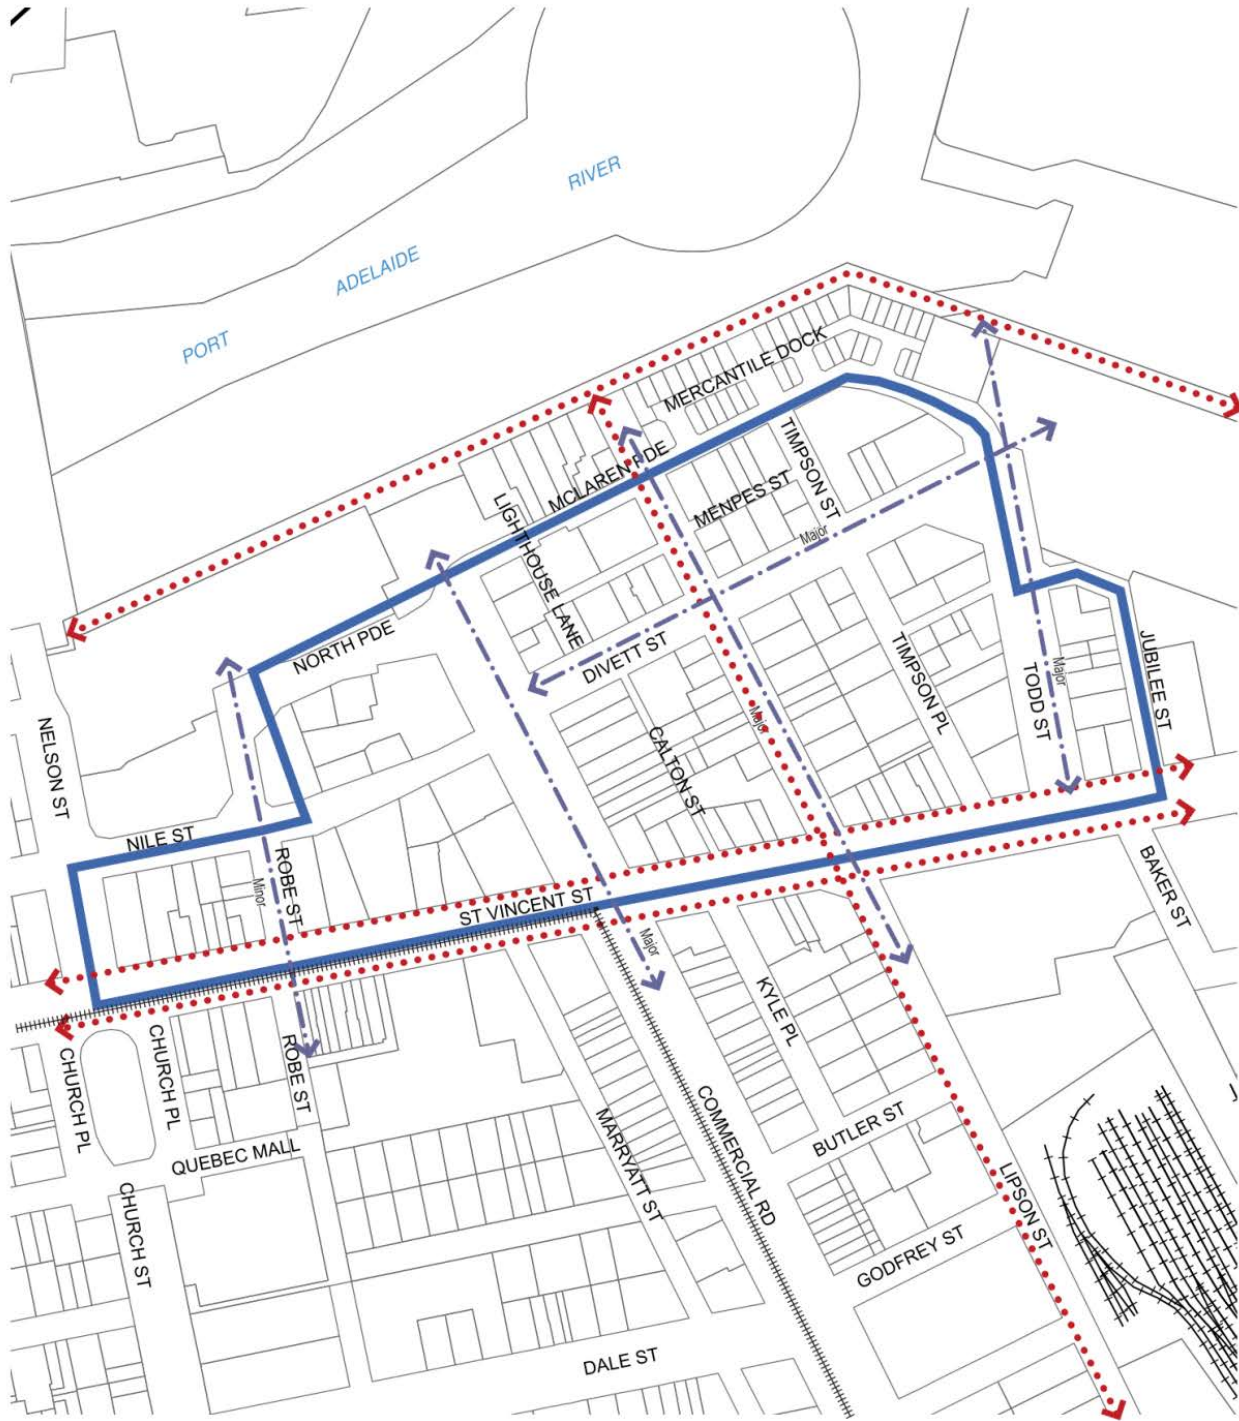 RIVER
ADELAIDE
PORT
MERCANTILE DOCK
MCLAREN PDE
TIMPSON ST
MENPES ST
LIGHTHOUSE LANE
Major
NORTH PDE
DIVETT ST
TIMPSON PL
JUBILEE ST
TODD ST
Major
NELSON ST
CALTON ST
Major
NILE ST
ROBE ST
Minor
ST VINCENT ST
BAKER ST
Major
KYLE PL
CHURCH PL
CHURCH PL
ROBE ST
QUEBEC MALL
MARRYATT ST
COMMERCIAL RD
BUTLER ST
LIPSON ST
CHURCH ST
GODFREY ST
DALE ST